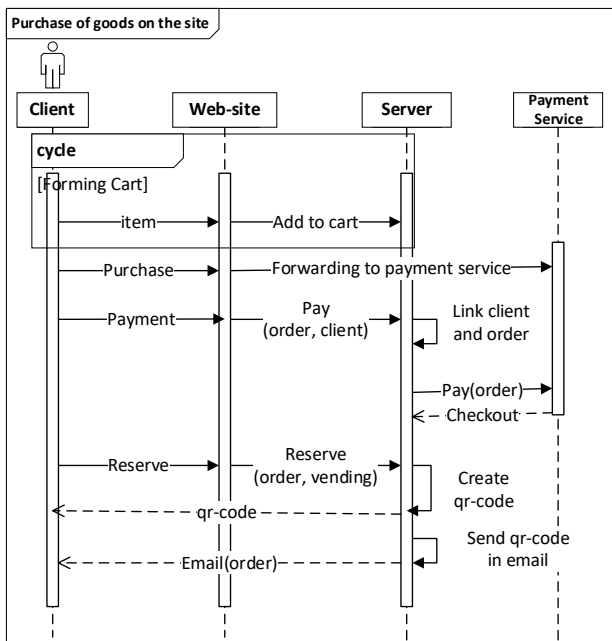 Purchase of goods on the site
Client
Web-site
Server
Payment
Service
cycle
[Forming Cart]
item
Add to cart
Purchase
Forwarding to payment service
Payment
Pay
(order, client)
Link client
and order
Pay(order)
Checkout
Reserve
Reserve
(order, vending)
Create
qr-code
qr-code
Send qr-code
in email
Email(order)